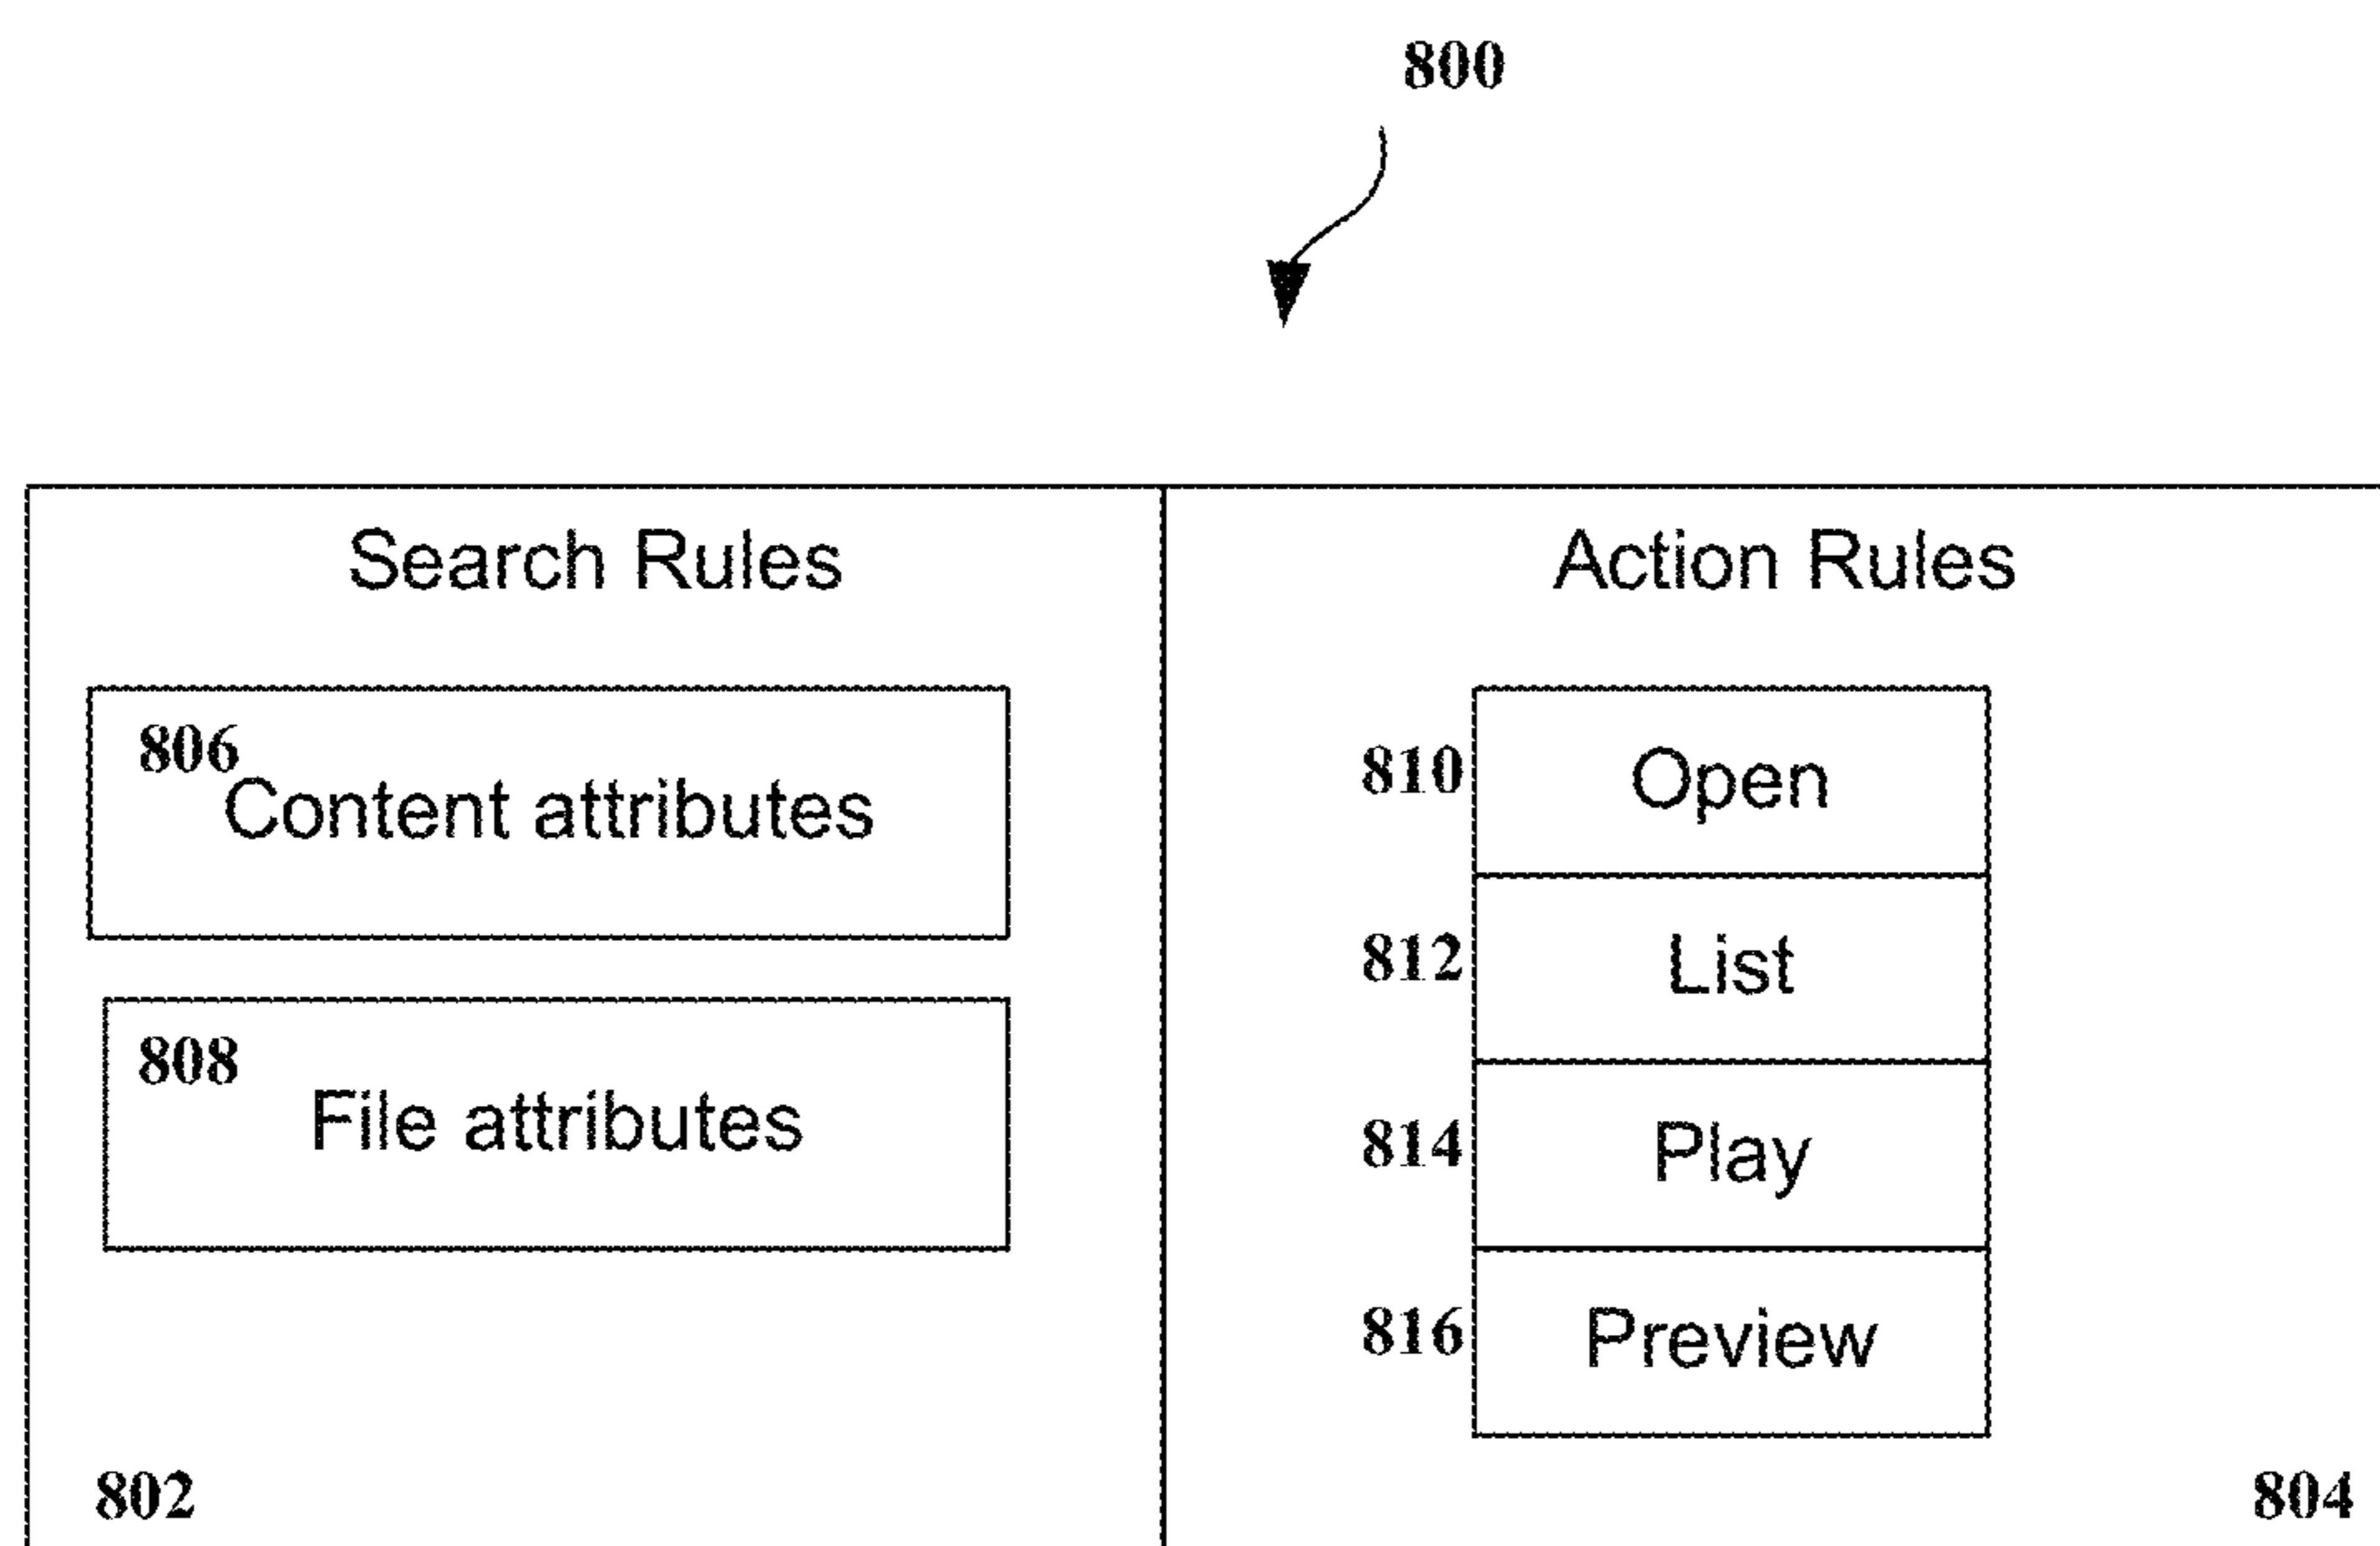 800
Search Rules
Action Rules
806
Content attributes
808
File attributes
802
810
Open
812
List
814
Play
816
Preview
804